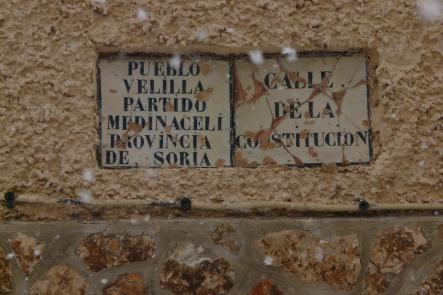 PUEBLO
VELILLA
PARTIDO
MEDINACELI
PROVINCIA
DE . SORIA
CALLE
DE LA
CONSTITUCION